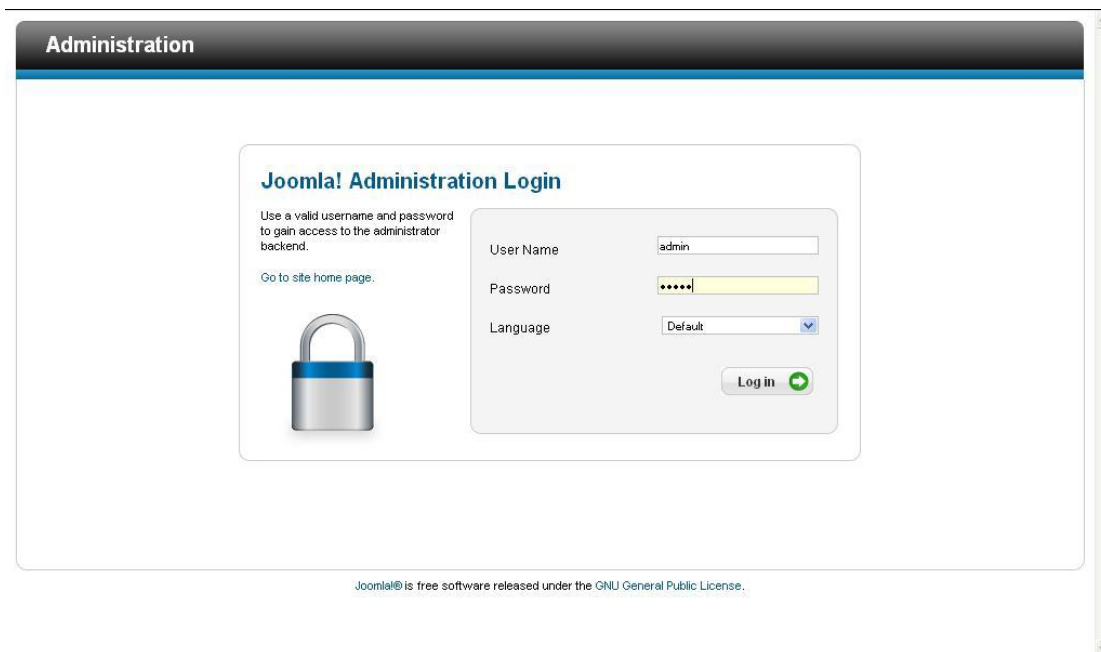 Administration
Joomla! Administration Login
Use a valid username and password
to gain access to the administrator
backend.
Go to site home page.
User Name
admin
Password
•••••
Language
Default
Log in
Joomla!® is free software released under the GNU General Public License.